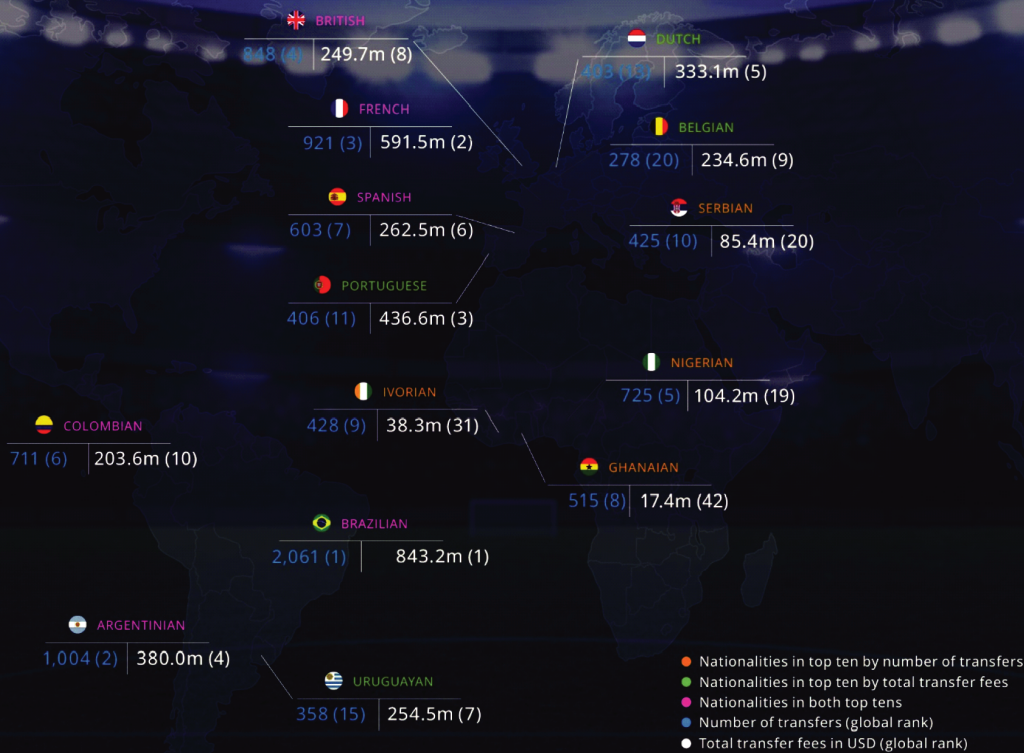 BRITISH
848 (4) 249.7m (8)
DUTCH
403 (13) 333.1m (5)
FRENCH
921 (3) 591.5m (2)
BELGIAN
278 (20) 234.6m (9)
SPANISH
603 (7) 262.5m (6)
SERBIAN
425 (10) 85.4m (20)
PORTUGUESE
406 (11) 436.6m (3)
NIGERIAN
725 (5) 104.2m (19)
IVORIAN
428 (9) 38.3m (31)
COLOMBIAN
711 (6) 203.6m (10)
GHANAIAN
515 (8) 17.4m (42)
BRAZILIAN
2,061 (1) 843.2m (1)
ARGENTINIAN
1,004 (2) 380.0m (4)
URUGUAYAN
358 (15) 254.5m (7)
Nationalities in top ten by number of transfers
Nationalities in top ten by total transfer fees
Nationalities in both top tens
Number of transfers (global rank)
Total transfer fees in USD (global rank)